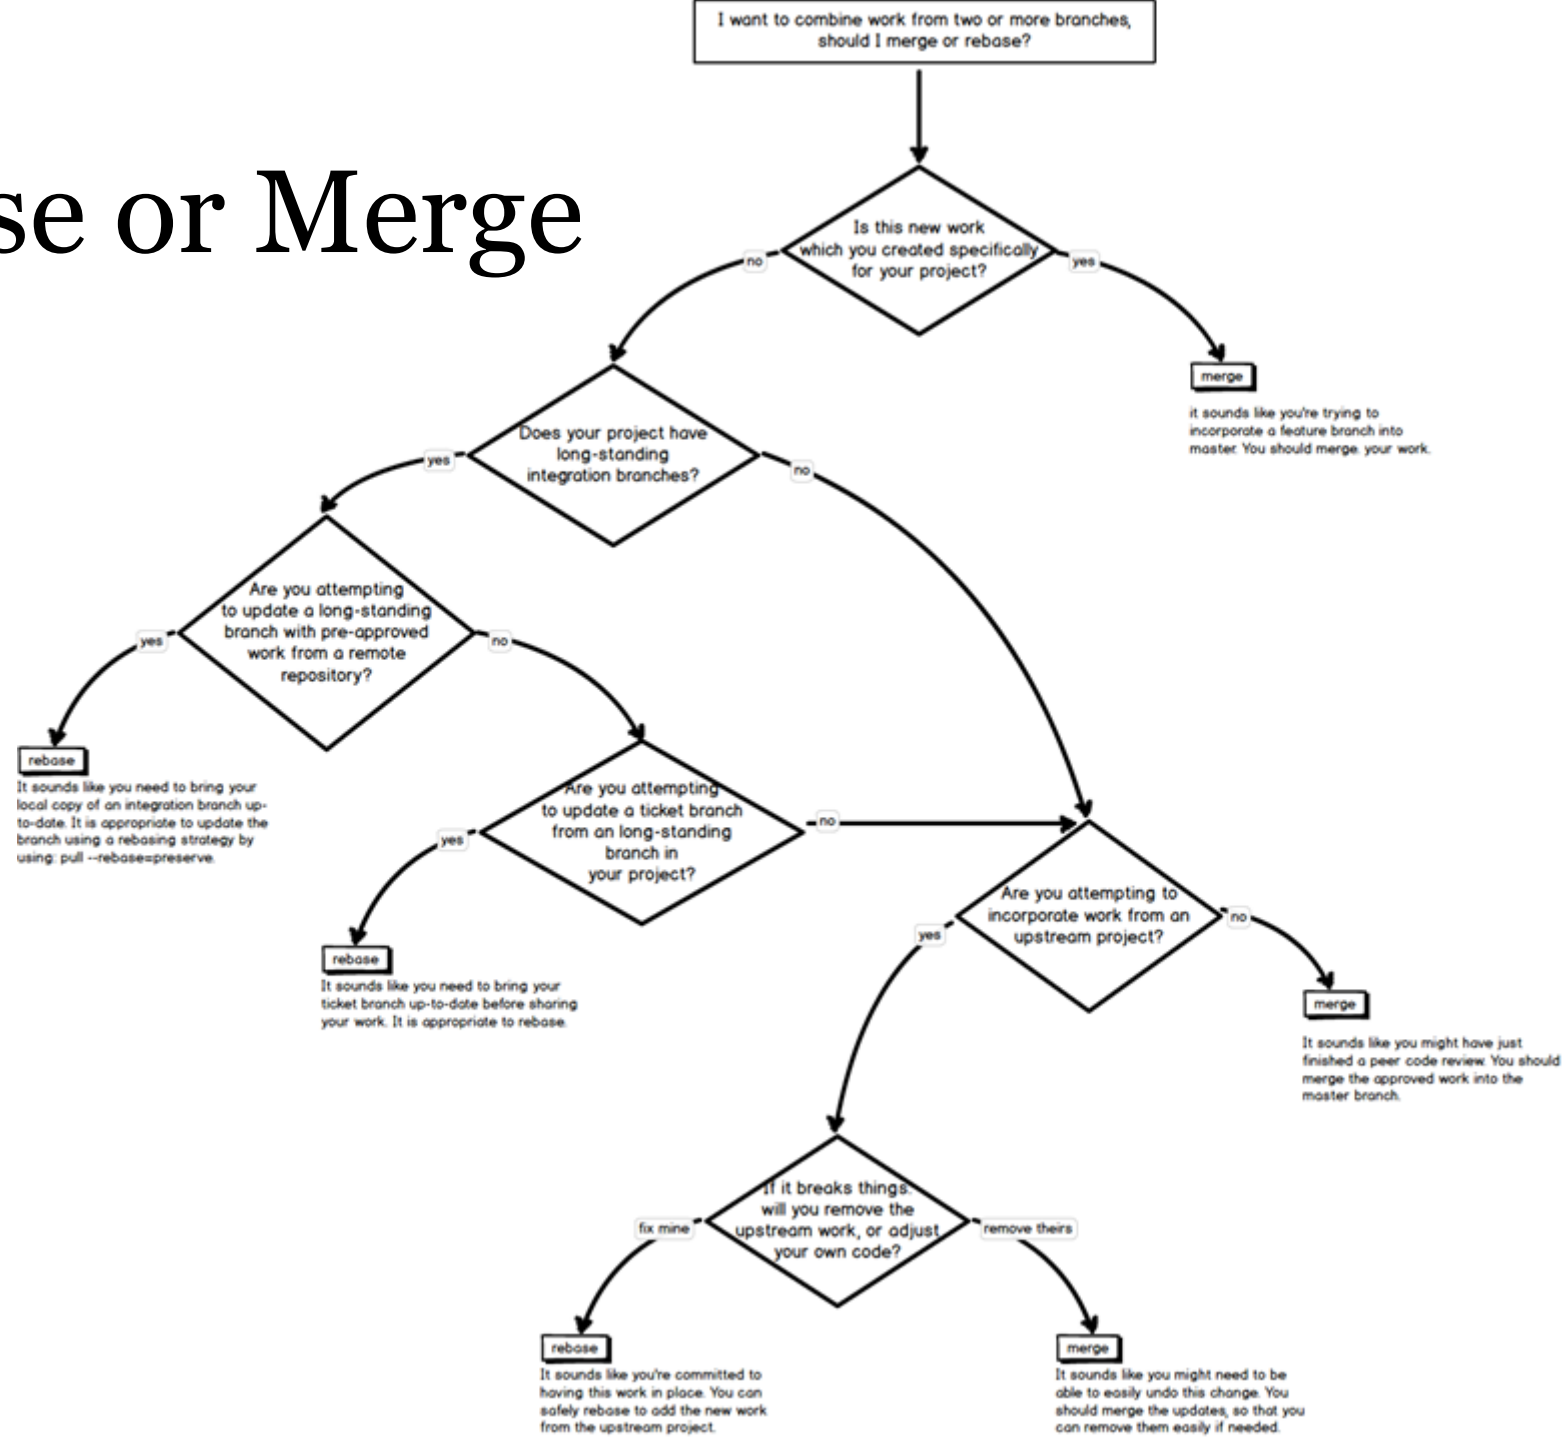 I want to combine work from two or more branches,
should I merge or rebase?
se or Merge
Is this new work
which you created specifically
for your project?
no
yes
merge
it sounds like you're trying to
incorporate a feature branch into
master. You should merge. your work.
Does your project have
long-standing
integration branches?
yes
no
Are you attempting
to update a long-standing
branch with pre-approved
work from a remote
repository?
yes
no
rebase
It sounds like you need to bring your
local copy of an integration branch up-
to-date. It is appropriate to update the
branch using a rebasing strategy by
using: pull --rebase=preserve.
Are you attempting
to update a ticket branch
from an long-standing
branch in
your project?
yes
no
rebase
It sounds like you need to bring your
ticket branch up-to-date before sharing
your work. It is appropriate to rebase.
Are you attempting to
incorporate work from an
upstream project?
yes
no
merge
It sounds like you might have just
finished a peer code review. You should
merge the approved work into the
master branch.
If it breaks things:
will you remove the
upstream work, or adjust
your own code?
fix mine
remove theirs
rebase
It sounds like you're committed to
having this work in place. You can
safely rebase to add the new work
from the upstream project.
merge
It sounds like you might need to be
able to easily undo this change. You
should merge the updates, so that you
can remove them easily if needed.